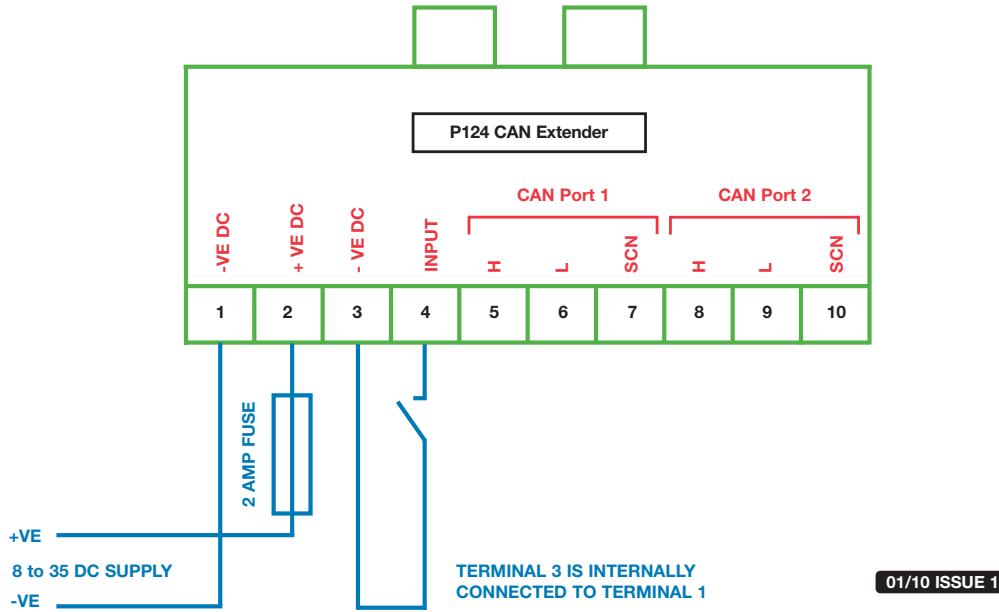 P124 CAN Extender
CAN Port 1
CAN Port 2
-VE DC
+ VE DC
- VE DC
INPUT
H
L
SCN
H
L
SCN
1
2
3
4
5
6
7
8
9
10
2 AMP FUSE
+VE
8 to 35 DC SUPPLY
-VE
TERMINAL 3 IS INTERNALLY
CONNECTED TO TERMINAL 1
01/10 ISSUE 1